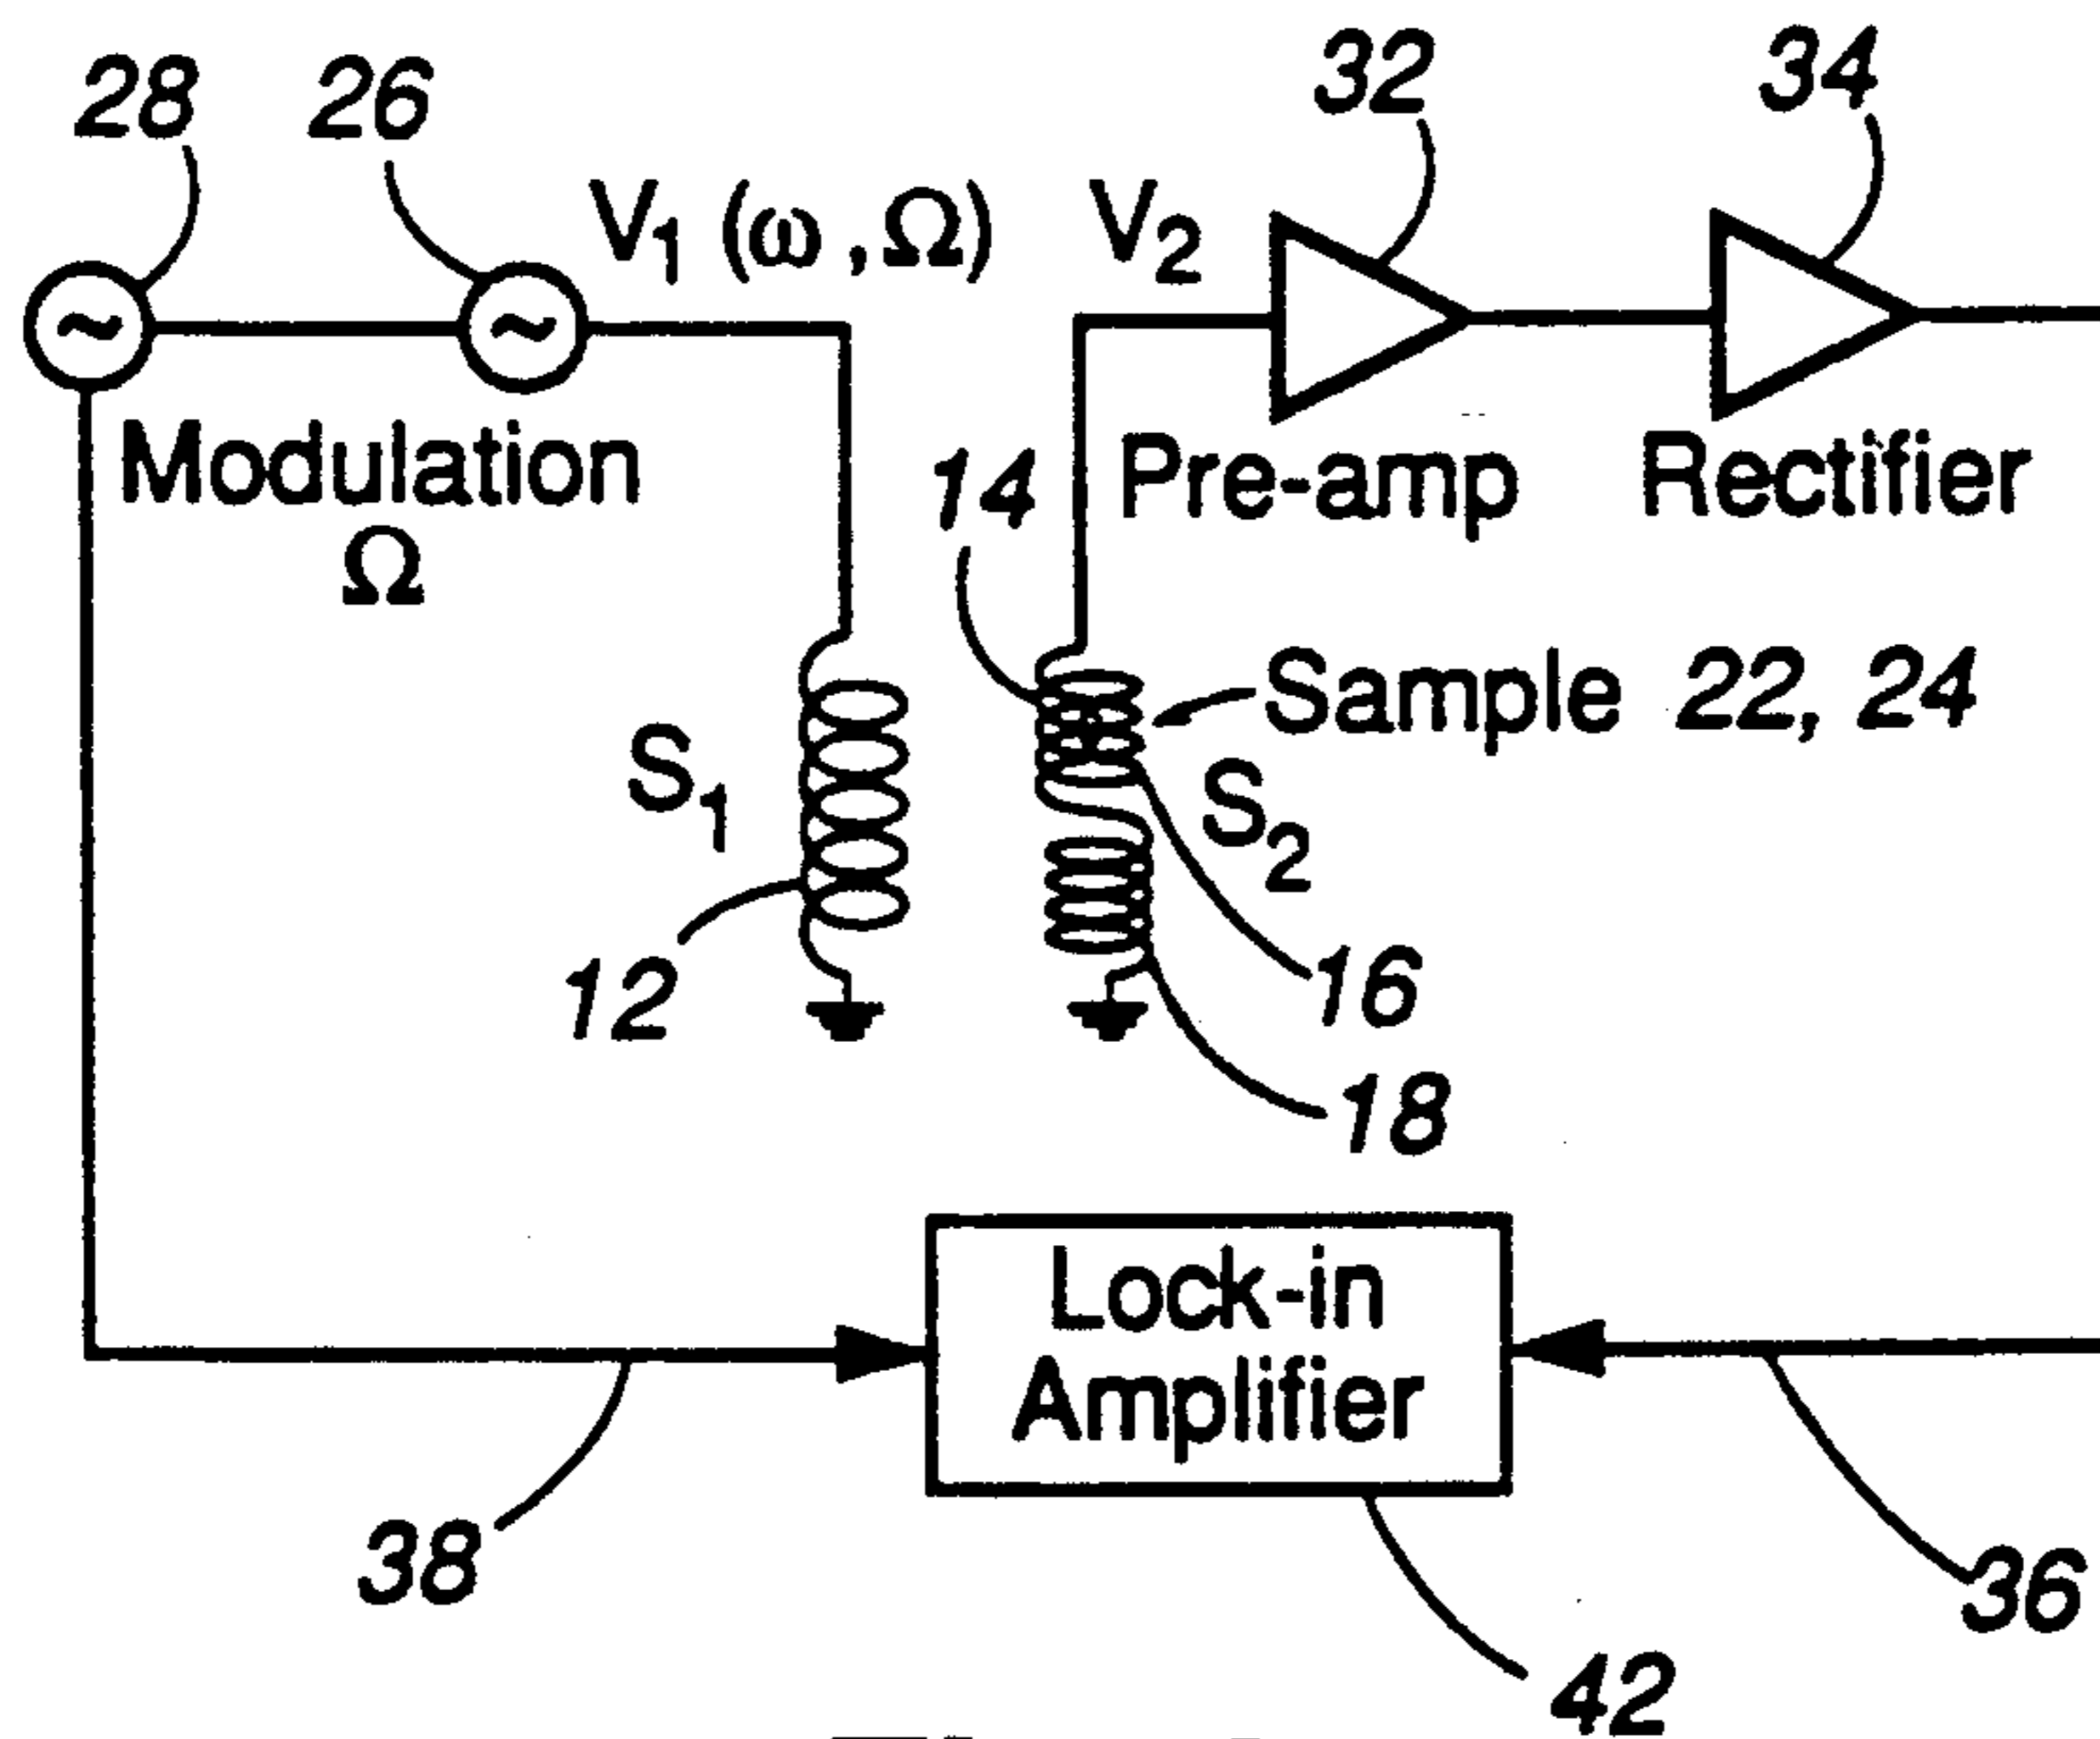 28
26
32
34
V1 (ω , Ω)
V2
Modulation
Ω
14
Pre-amp
Rectifier
Sample 22, 24
S1
S2
12
16
18
Lock-in
Amplifier
38
36
42